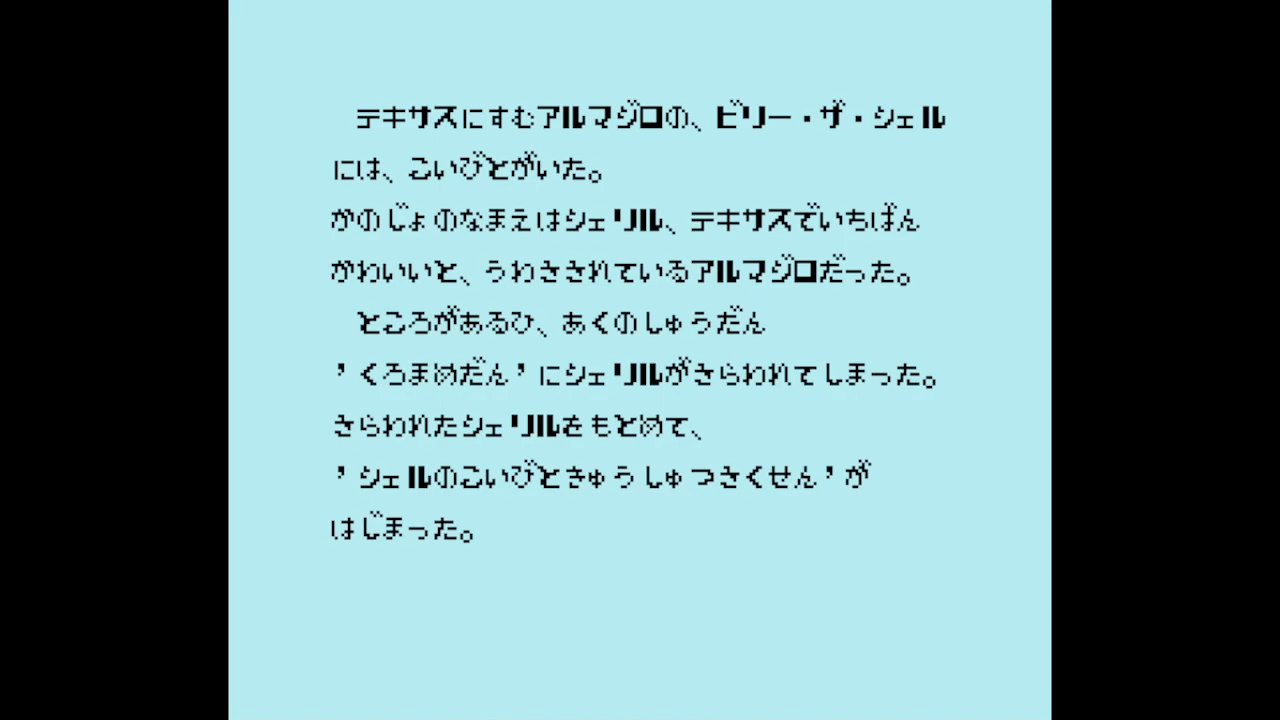 テキサスにすむアルマジロの、ビリー・ザ・シェル
には、こいびとがいた。
かのじょのなまえはシェリル、テキサスでいちばん
かわいいと、うわさされているアルマジロだった。
ところがあるひ、あくのしゅうだん
'くろまめだん'にシェリルがさらわれてしまった。
さらわれたシェリルをもとめて、
'シェルのこいびときゅうしゅつさくせん'が
はじまった。